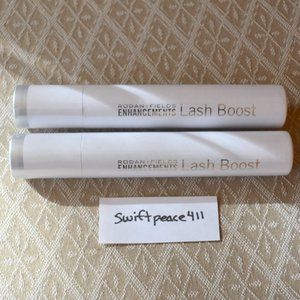 RODAN+FIELDS
ENHANCEMENTS Lash Boost
RODAN+FIELDS
ENHANCEMENTS Lash Boost
swiftpeace411